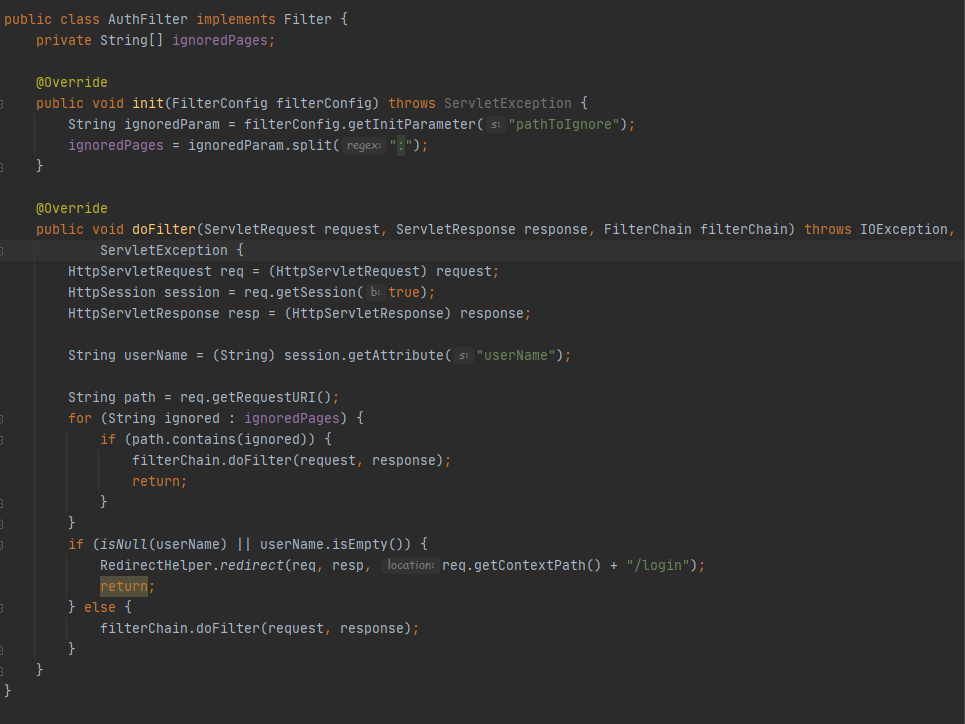 public class AuthFilter implements Filter {
    private String[] ignoredPages;

    @Override
    public void init(FilterConfig filterConfig) throws ServletException {
        String ignoredParam = filterConfig.getInitParameter( s: "pathToIgnore");
        ignoredPages = ignoredParam.split( regex: ":");
    }

    @Override
    public void doFilter(ServletRequest request, ServletResponse response, FilterChain filterChain) throws IOException,
            ServletException {
        HttpServletRequest req = (HttpServletRequest) request;
        HttpSession session = req.getSession( b: true);
        HttpServletResponse resp = (HttpServletResponse) response;

        String userName = (String) session.getAttribute( s: "userName");

        String path = req.getRequestURI();
        for (String ignored : ignoredPages) {
            if (path.contains(ignored)) {
                filterChain.doFilter(request, response);
                return;
            }
        }
        if (isNull(userName) || userName.isEmpty()) {
            RedirectHelper.redirect(req, resp, location: req.getContextPath() + "/login");
            return;
        } else {
            filterChain.doFilter(request, response);
        }
    }
}